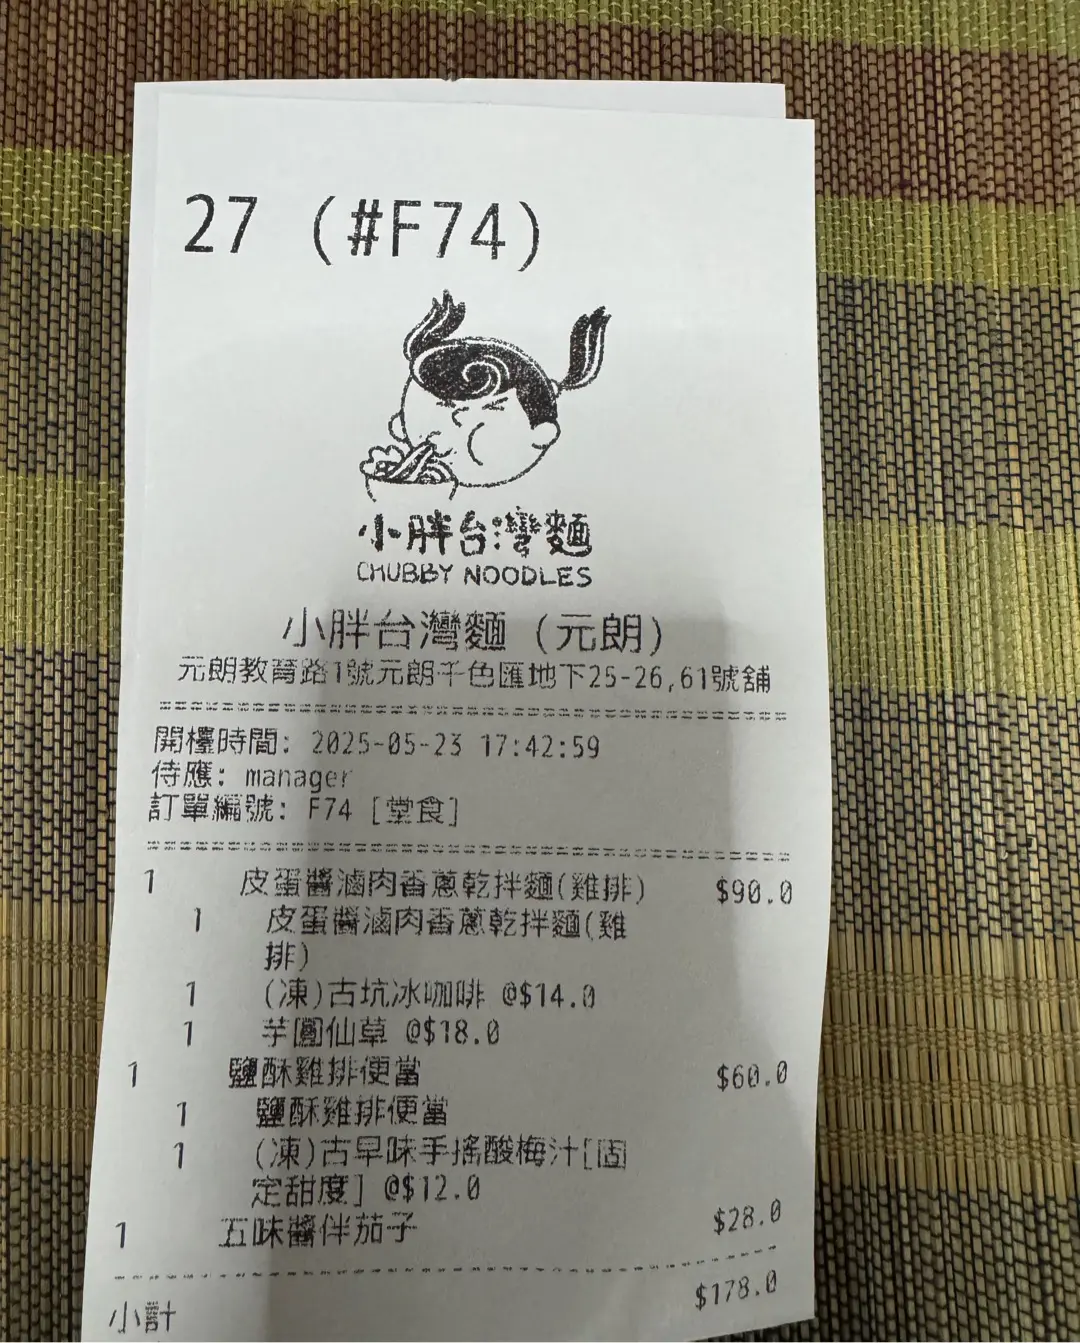 27 (#F74)
小胖台灣麵
CHUBBY NOODLES
小胖台灣麵 (元朗)
元朗教育路1號元朗千色匯地下25-26,61號舖
開檯時間: 2025-05-23 17:42:59
侍應: manager
訂單編號: F74 [堂食]
1 皮蛋醬滷肉香蔥乾拌麵(雞排) $90.0
1 皮蛋醬滷肉香蔥乾拌麵(雞
排)
1 (凍)古坑冰咖啡 @$14.0
1 芋圓仙草 @$18.0
1 鹽酥雞排便當 $60.0
1 鹽酥雞排便當
1 (凍)古早味手搖酸梅汁[固
定甜度] @$12.0
1 五味醬伴茄子 $28.0
小計 $178.0